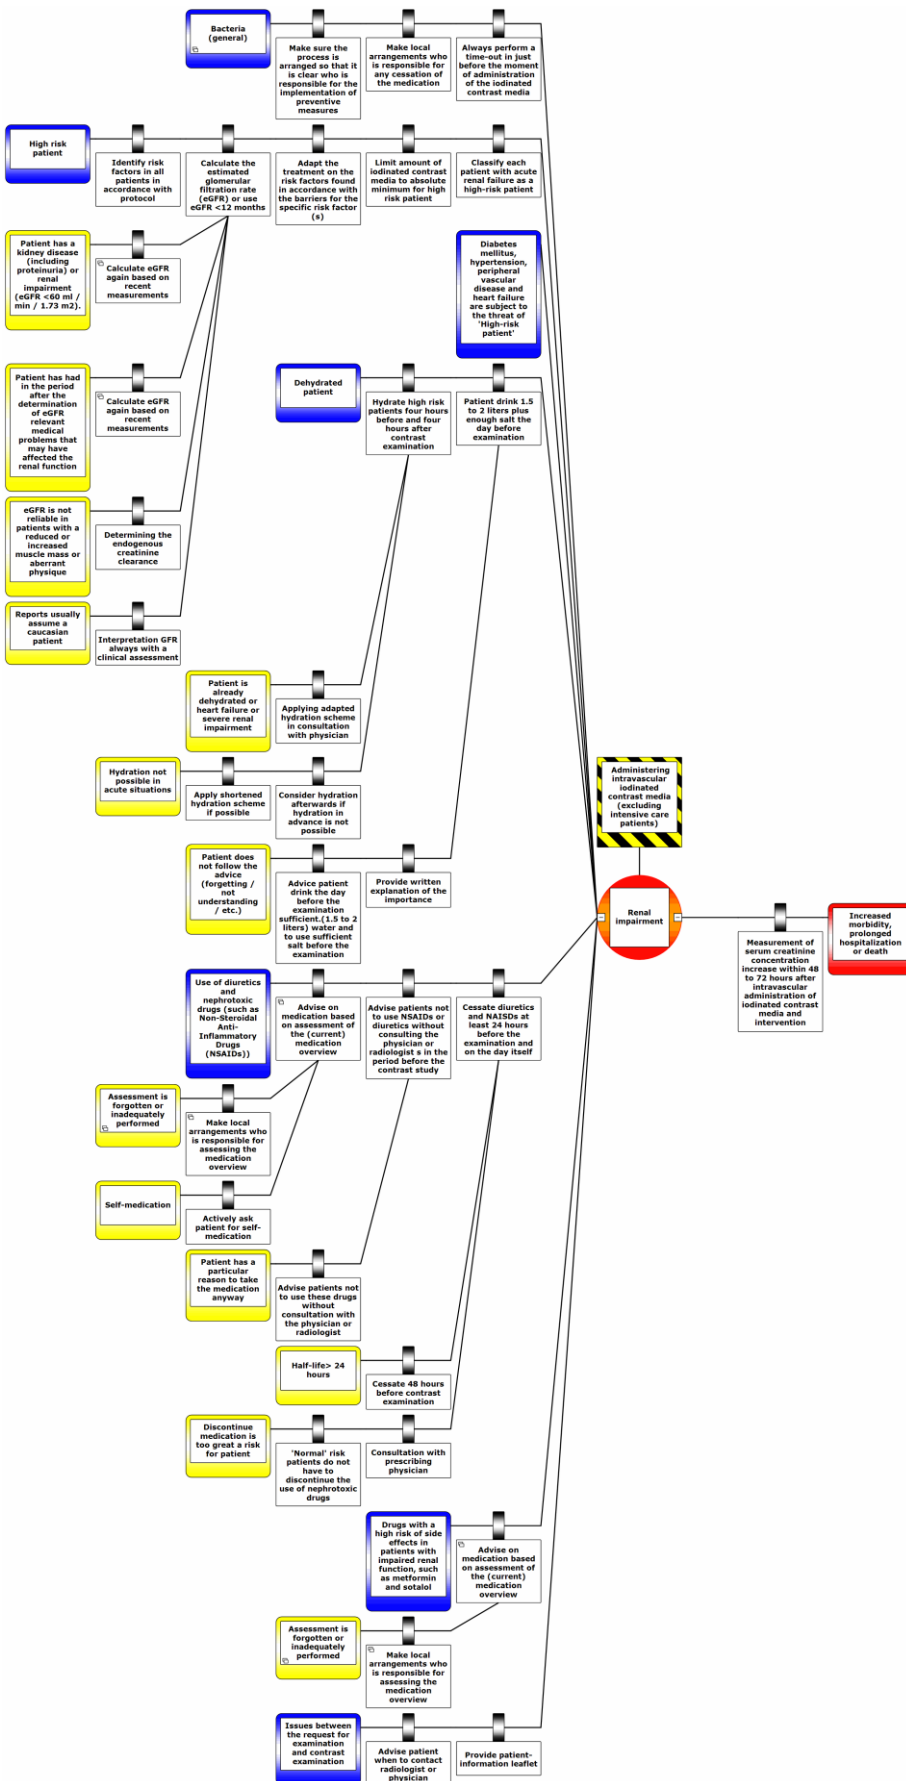 Bacteria
(general)
Make sure the
process is
arranged so that it
is clear who is
responsible for the
implementation of
preventive
measures
Make local
arrangements who
is responsible for
any cessation of
the medication
Always perform a
time-out in just
before the moment
of administration
of the iodinated
contrast media
High risk
patient
Identify risk
factors in all
patients in
accordance with
protocol
Calculate the
estimated
glomerular
filtration rate
(eGFR) or use
eGFR <12 months
Adapt the
treatment on the
risk factors found
in accordance with
the barriers for the
specific risk factor
(s)
Limit amount of
iodinated contrast
media to absolute
minimum for high
risk patient
Classify each
patient with acute
renal failure as a
high-risk patient
Patient has a
kidney disease
(including
proteinuria) or
renal
impairment
(eGFR <60 ml /
min / 1.73 m2).
Calculate eGFR
again based on
recent
measurements
Diabetes
mellitus,
hypertension,
peripheral
vascular
disease and
heart failure
are subject to
the threat of
'High-risk
patient'
Patient has had
in the period
after the
determination
of eGFR
relevant
medical
problems that
may have
affected the
renal function
Calculate eGFR
again based on
recent
measurements
Dehydrated
patient
Hydrate high risk
patients four hours
before and four
hours after
contrast
examination
Patient drink 1.5
to 2 liters plus
enough salt the
day before
examination
eGFR is not
reliable in
patients with a
reduced or
increased
muscle mass or
aberrant
physique
Determining the
endogenous
creatinine
clearance
Reports usually
assume a
caucasian
patient
Interpretation GFR
always with a
clinical assessment
Patient is
already
dehydrated or
heart failure or
severe renal
impairment
Applying adapted
hydration scheme
in consultation
with physician
Hydration not
possible in
acute situations
Apply shortened
hydration scheme
if possible
Consider hydration
afterwards if
hydration in
advance is not
possible
Administering
intravascular
iodinated
contrast media
(excluding
intensive care
patients)
Patient does
not follow the
advice
(forgetting /
not
understanding
/ etc.)
Advice patient
drink the day
before the
examination
sufficient.(1.5 to 2
liters) water and
to use sufficient
salt before the
examination
Provide written
explanation of the
importance
Renal
impairment
Measurement of
serum creatinine
concentration
increase within 48
to 72 hours after
intravascular
administration of
iodinated contrast
media and
intervention
Increased
morbidity,
prolonged
hospitalization
or death
Use of diuretics and
nephrotoxic
drugs (such as
Non-Steroidal
Anti-
Inflammatory
Drugs
(NSAIDs))
Advise on
medication based
on assessment of
the (current)
medication
overview
Advise patients not
to use NSAIDs or
diuretics without
consulting the
physician or
radiologist s in the
period before the
contrast study
Cessate diuretics
and NAISDs at
least 24 hours
before the
examination and
on the day itself
Assessment is
forgotten or
inadequately
performed
Make local
arrangements who
is responsible for
assessing the
medication
overview
Self-medication
Actively ask
patient for self-
medication
Patient has a
particular
reason to take
the medication
anyway
Advise patients not
to use these drugs
without
consultation with
the physician or
radiologist
Half-life> 24
hours
Cessate 48 hours
before contrast
examination
Discontinue
medication is
too great a risk
for patient
'Normal' risk
patients do not
have to
discontinue the
use of nephrotoxic
drugs
Consultation with
prescribing
physician
Drugs with a
high risk of side
effects in
patients with
impaired renal
function, such
as metformin
and sotalol
Advise on
medication based
on assessment of
the (current)
medication
overview
Assessment is
forgotten or
inadequately
performed
Make local
arrangements who
is responsible for
assessing the
medication
overview
Issues between
the request for
examination
and contrast
examination
Advise patient
when to contact
radiologist or
physician
Provide patient-
information leaflet